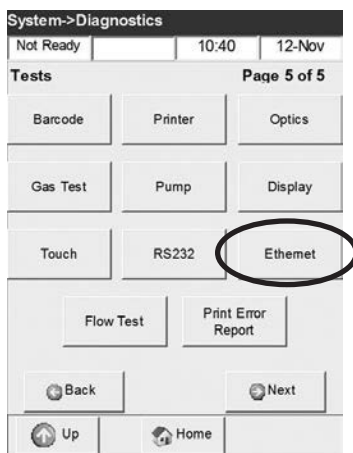 System->Diagnostics
Not Ready 10:40 12-Nov
Tests Page 5 of 5
Barcode Printer Optics
Gas Test Pump Display
Touch RS232 Ethernet
Flow Test Print Error
Report
Back Next
Up Home